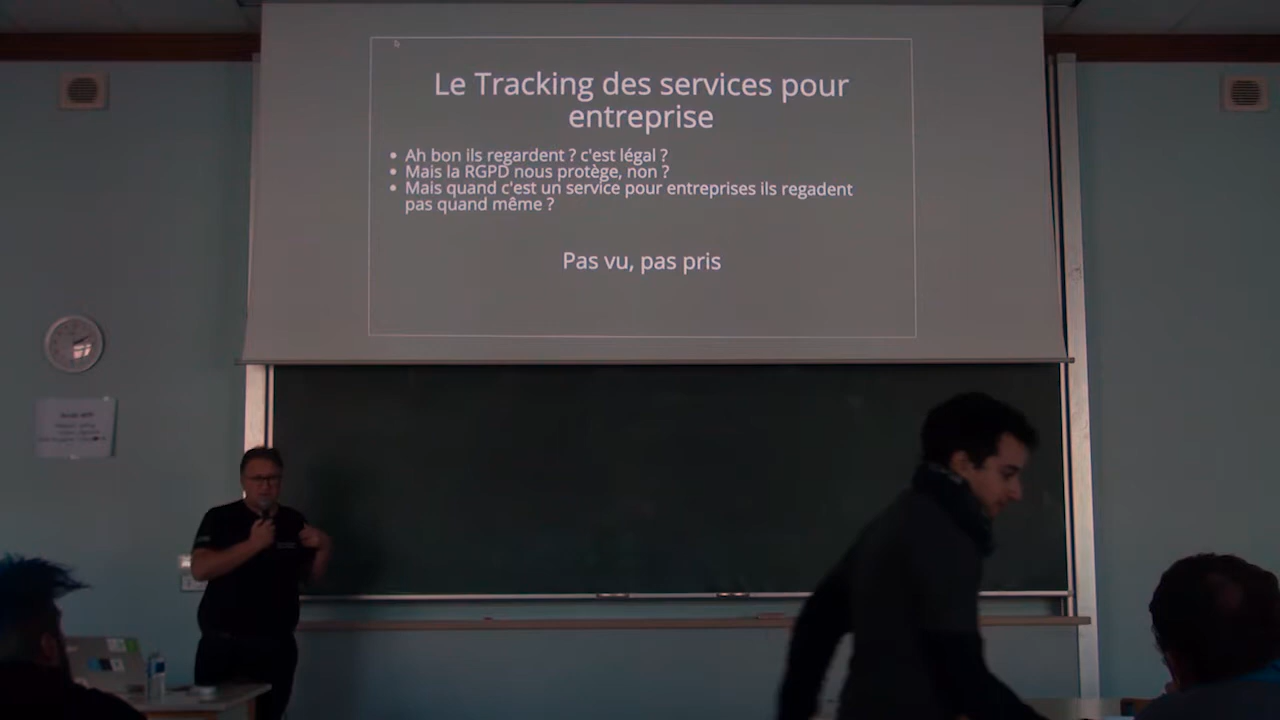 Le Tracking des services pour
entreprise
• Ah bon ils regardent ? c'est légal ?
• Mais la RGPD nous protège, non ?
• Mais quand c'est un service pour entreprises ils regadent
pas quand même ?
Pas vu, pas pris